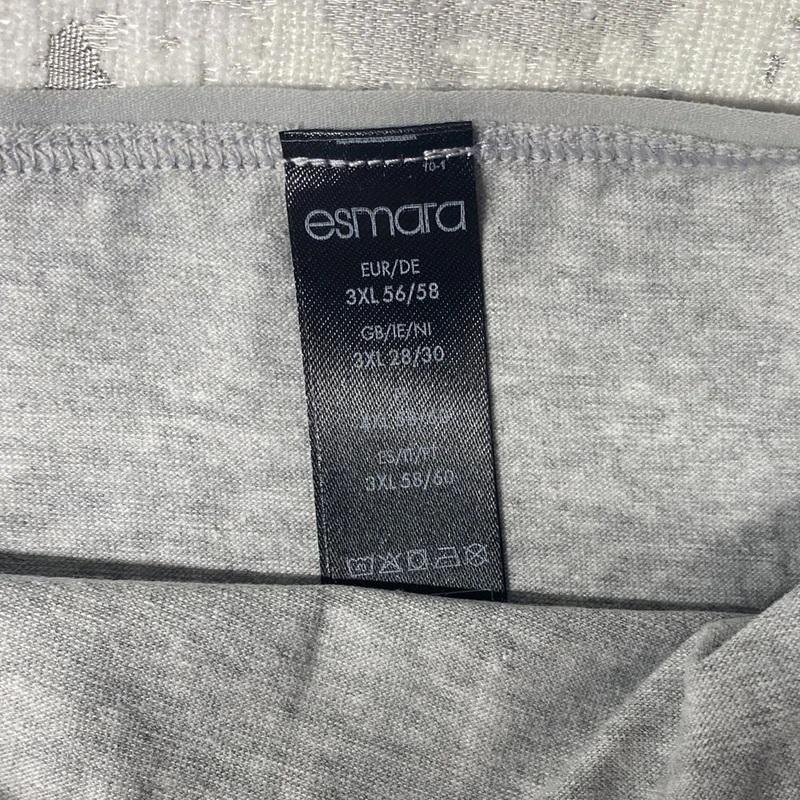 10-1
esmara
EUR/DE
3XL 56/58
GB/IE/NI
3XL 28/30
ES/IT/PT
3XL 58/60